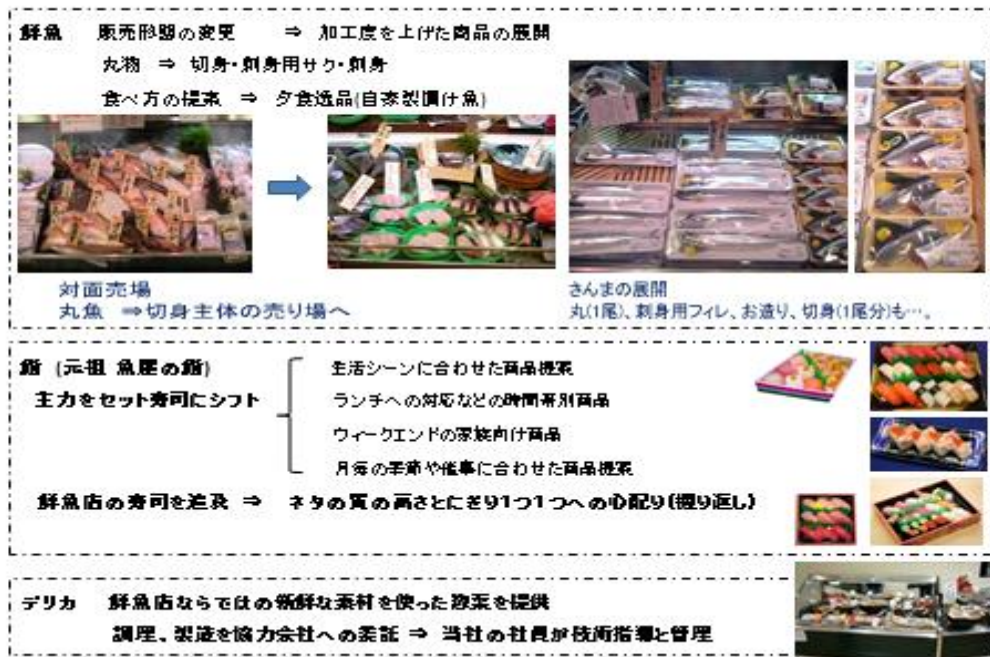 鮮魚 販売形態の変更 ⇒ 加工度を上げた商品の展開
丸物 ⇒ 切身・刺身用サク・刺身
食べ方の提案 ⇒ 夕食逸品(自家製漬け魚)
対面売場
丸魚 ⇒切身主体の売り場へ
さんまの展開
丸(1尾)、刺身用フィレ、お造り、切身(1尾分)も…。
鮨 (元祖 魚屋の鮨)
主力をセット寿司にシフト
生活シーンに合わせた商品提案
ランチへの対応などの時間帯別商品
ウィークエンドの家族向け商品
月毎の季節や催事に合わせた商品提案
鮮魚店の寿司を追及 ⇒ ネタの質の高さとにぎり1つ1つへの心配り(握り返し)
デリカ 鮮魚店ならではの新鮮な素材を使った惣菜を提供
調理、製造を協力会社への委託 ⇒ 当社の社員が技術指導と管理